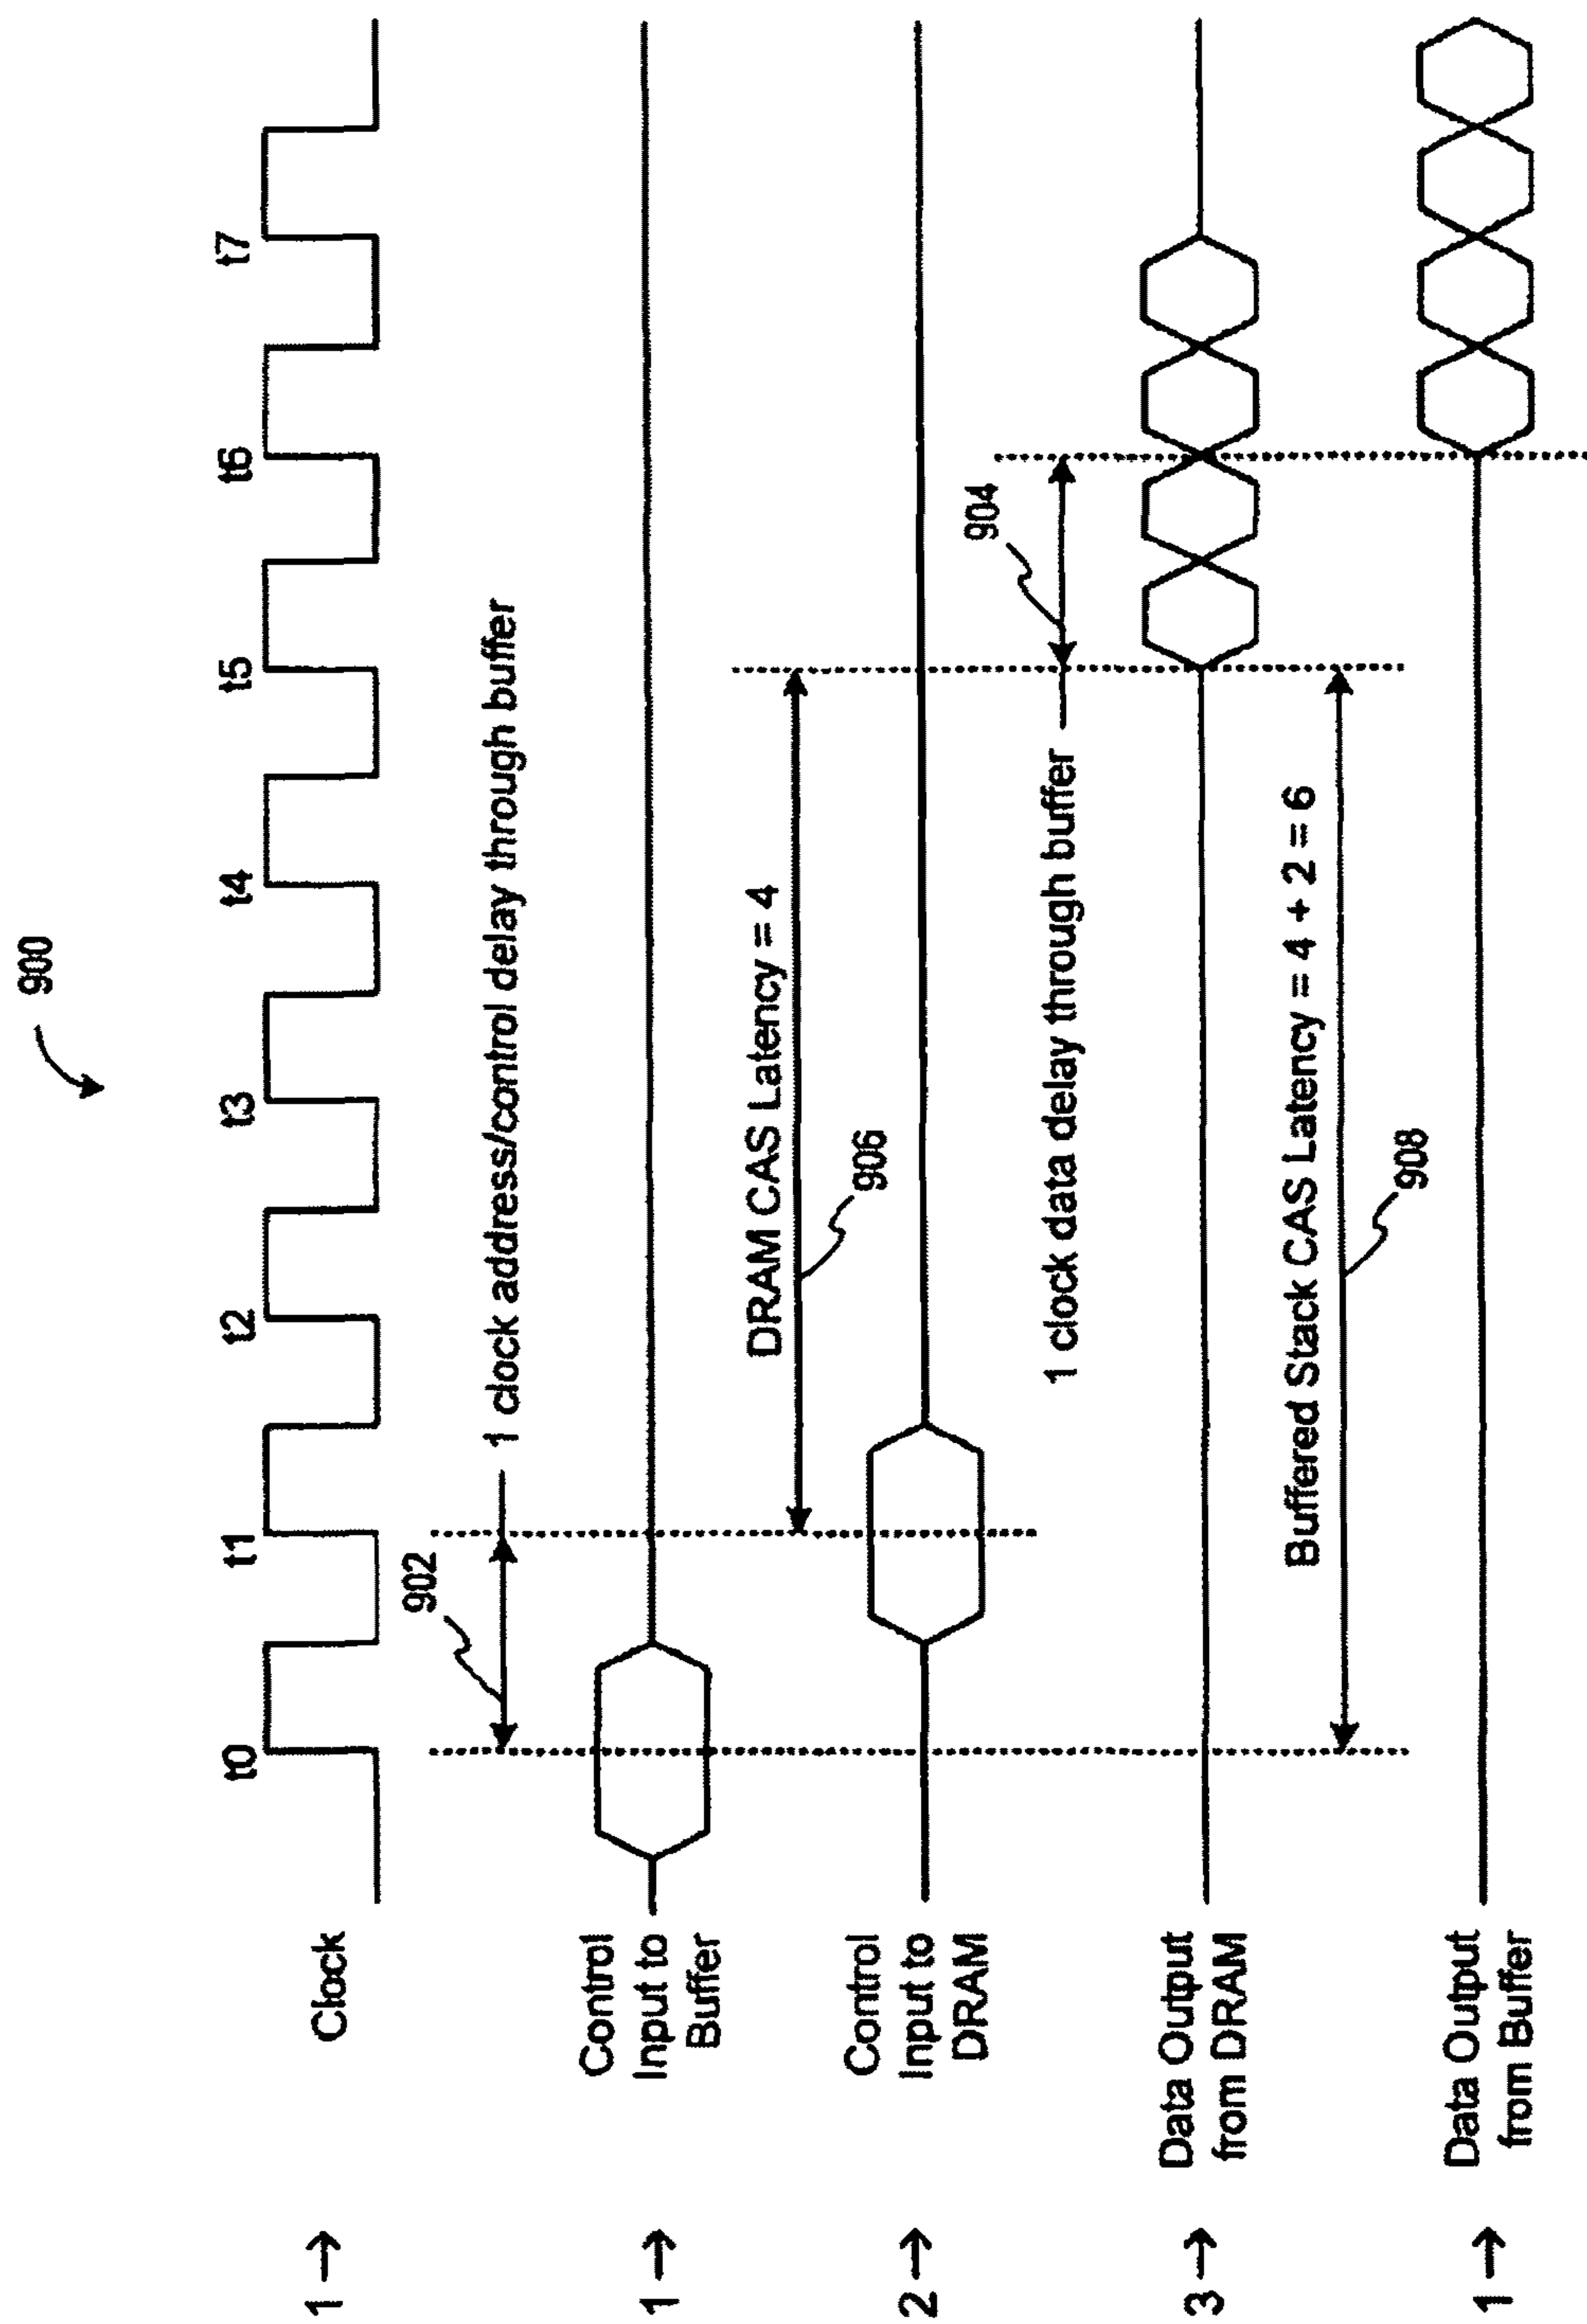 900
t0 t1 t2 t3 t4 t5 t6 t7
1 → Clock
902
1 clock address/control delay through buffer
1 → Control
Input to
Buffer
DRAM CAS Latency = 4
906
2 → Control
Input to
DRAM
904
1 clock data delay through buffer
3 → Data Output
from DRAM
Buffered Stack CAS Latency = 4 + 2 = 6
908
1 → Data Output
from Buffer